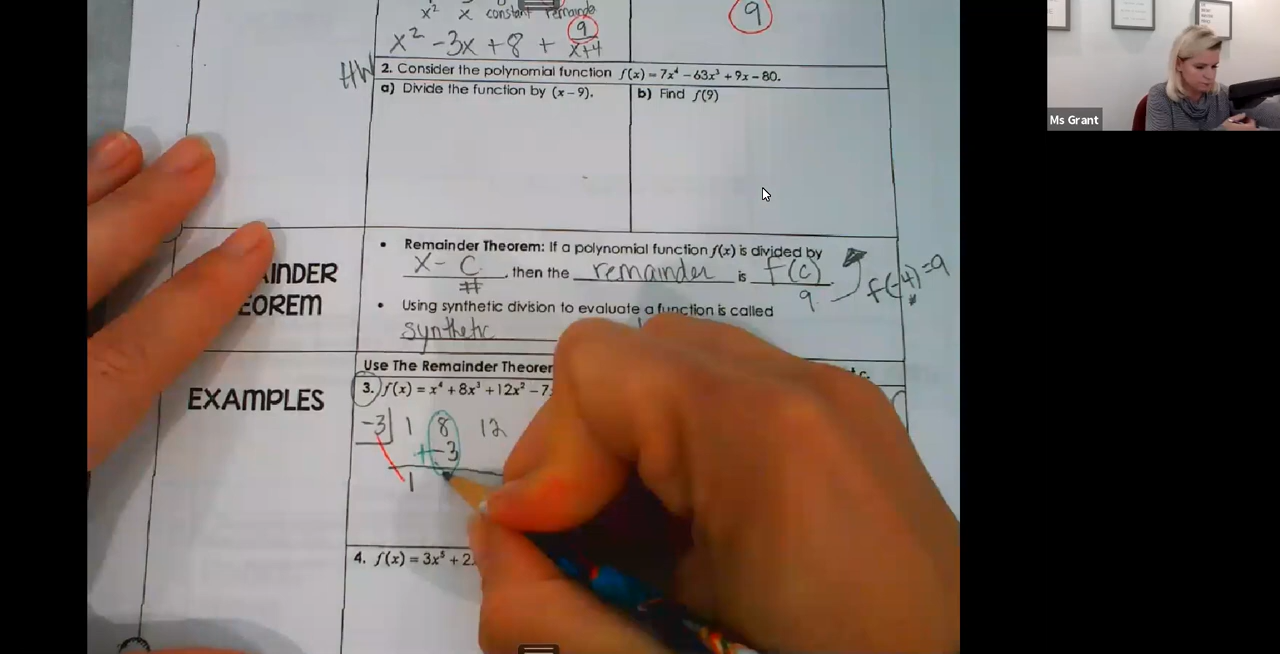 x² x constant remainder
9
x² -3x +8 + 9/x+4
HW
2. Consider the polynomial function f(x) = 7x⁴ - 63x³ + 9x - 80.
a) Divide the function by (x - 9). b) Find f(9)
Remainder Theorem: If a polynomial function f(x) is divided by
x - c, then the remainder is f(c)
# 9 f(-4)=9
Using synthetic division to evaluate a function is called
synthetic
EXAMPLES
Use The Remainder
3. f(x) = x⁴ + 8x³ + 12x² - 7
-3 1 8 12
+ -3
1
4. f(x) = 3x⁵ + 2
Ms Grant